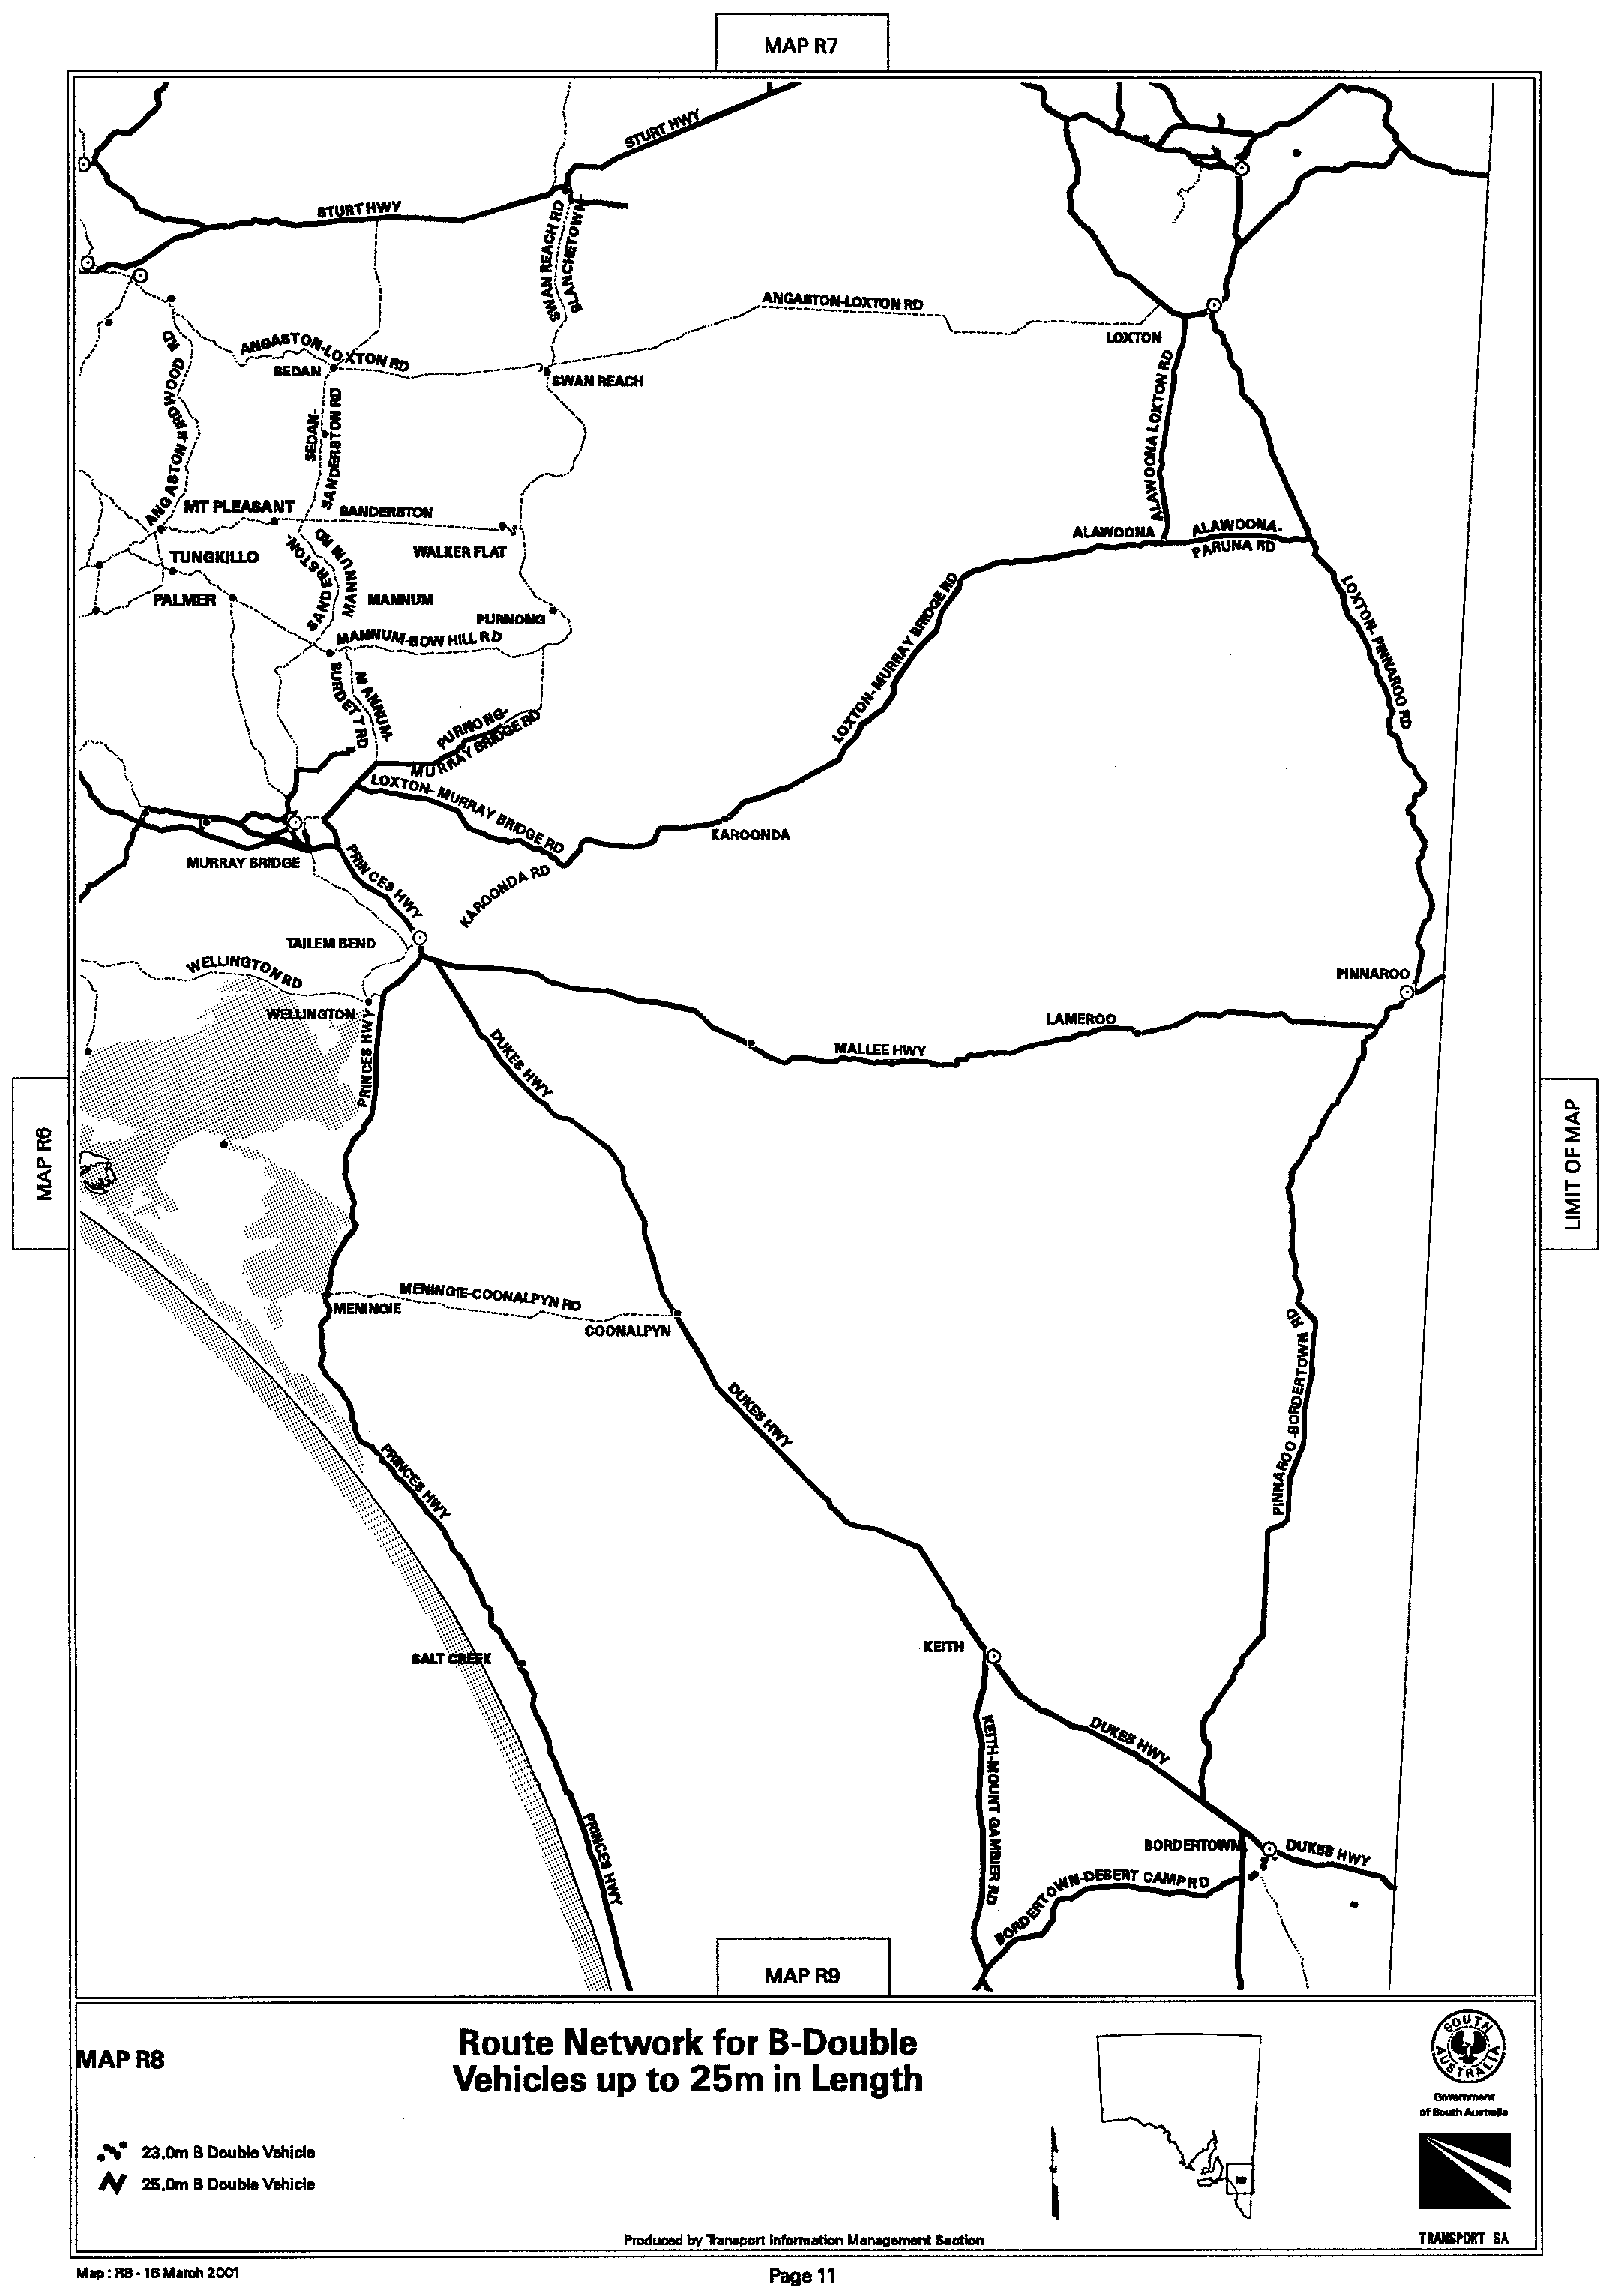 MAP R7
STURT HWY
STURT HWY
SWAN REACH RD
BLANCHETOWN-
ANGASTON-LOXTON RD
LOXTON
ANGASTON-LOXTON RD
SEDAN
SWAN REACH
ANGASTON-BIRDWOOD RD
SEDAN-
SANDERSTON RD
ALAWOONA LOXTON RD
MT PLEASANT
SANDERSTON
WALKER FLAT
TUNGKILLO
SANDERSTON-
MANNUM RD
PALMER
MANNUM
PURNONG
MANNUM-BOW HILL RD
ALAWOONA
ALAWOONA-
PARUNA RD
LOXTON-MURRAY BRIDGE RD
LOXTON-PINNAROO RD
MANNUM-
BURDETT RD
PURNONG-
MURRAY BRIDGE RD
LOXTON-MURRAY BRIDGE RD
KAROONDA
MURRAY BRIDGE
PRINCES HWY
KAROONDA RD
TAILEM BEND
WELLINGTON RD
WELLINGTON
PRINCES HWY
PINNAROO
LAMEROO
MALLEE HWY
DUKES HWY
MAP R6
LIMIT OF MAP
MENINGIE
MENINGIE-COONALPYN RD
COONALPYN
PINNAROO-BORDERTOWN RD
DUKES HWY
PRINCES HWY
SALT CREEK
KEITH
KEITH-MOUNT GAMBIER RD
DUKES HWY
PRINCES HWY
BORDERTOWN
DUKES HWY
BORDERTOWN-DESERT CAMP RD
MAP R9
MAP R8
Route Network for B-Double
Vehicles up to 25m in Length
23.0m B Double Vehicle
25.0m B Double Vehicle
SOUTH
AUSTRALIA
Government
of South Australia
TRANSPORT SA
Produced by Transport Information Management Section
Map : R8 - 16 March 2001
Page 11